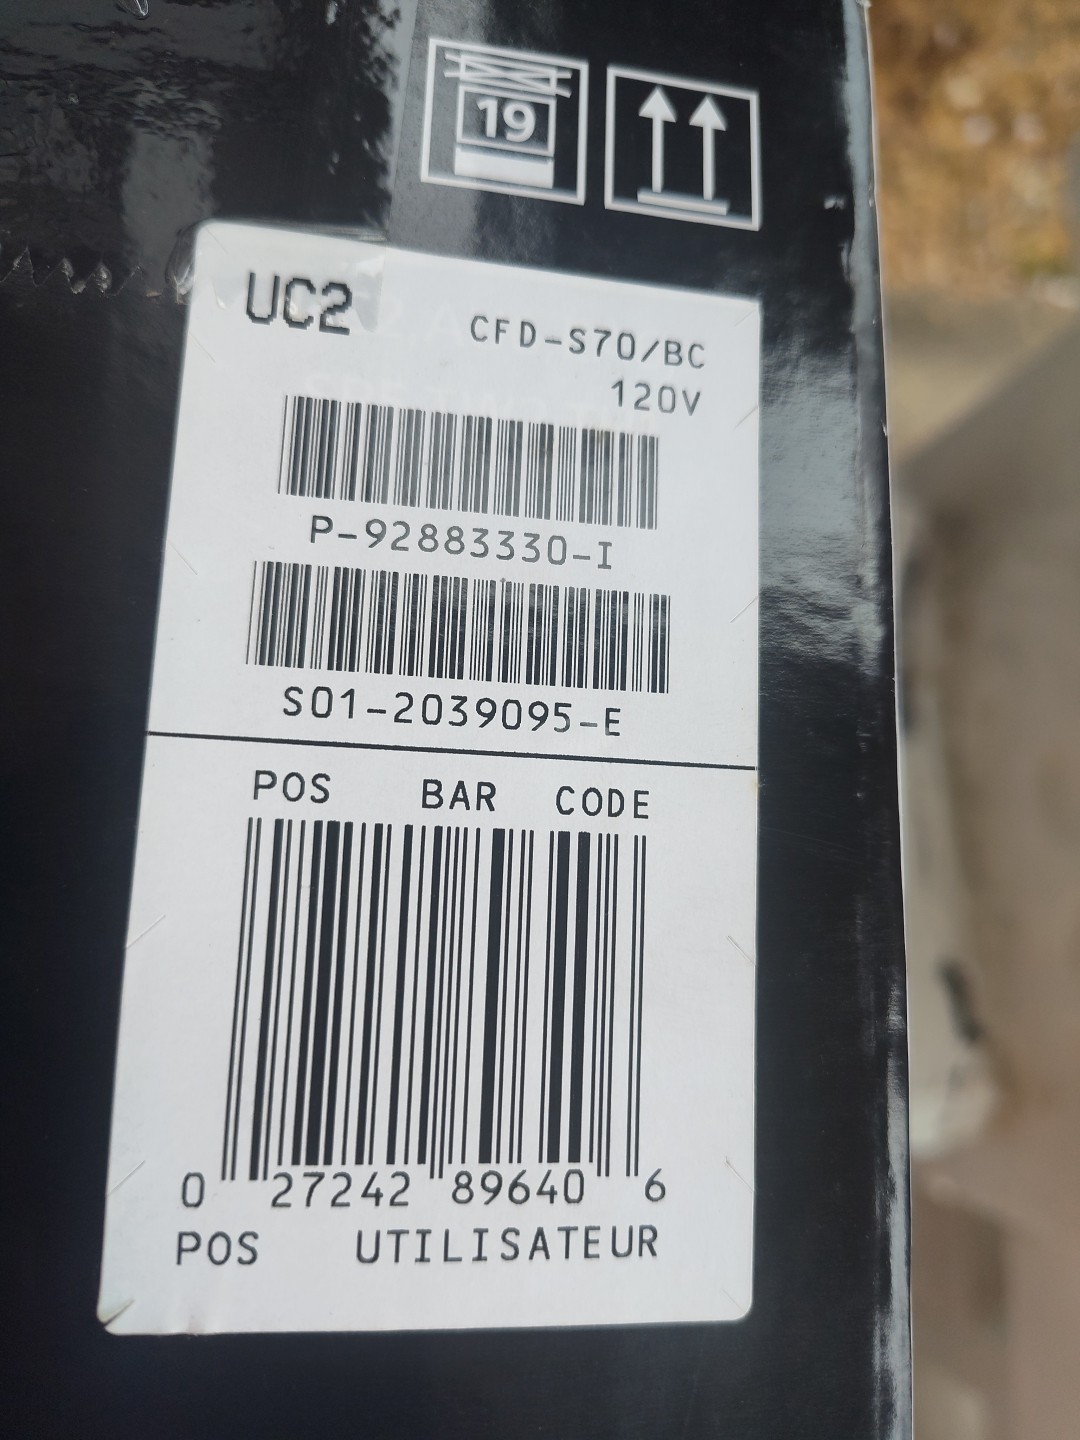 19
UC2
CFD-S70/BC
120V
P-92883330-I
S01-2039095-E
POS BAR CODE
0 27242 89640 6
POS UTILISATEUR